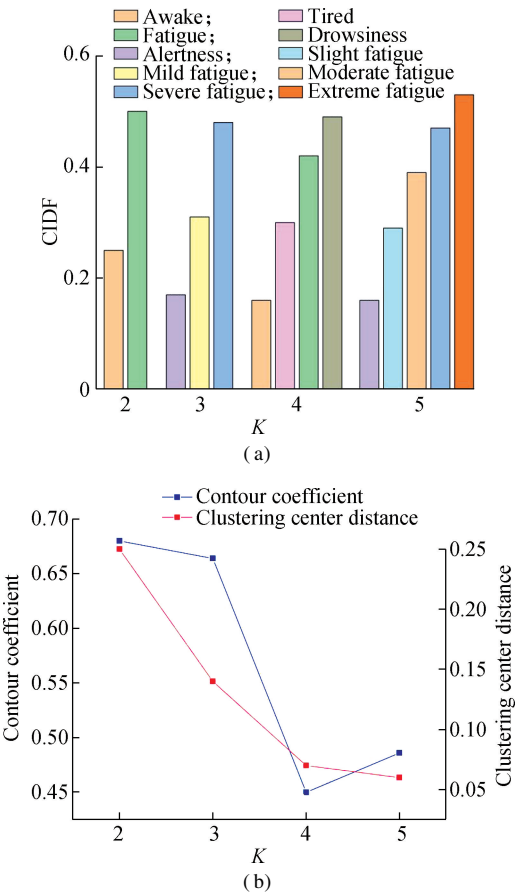 Awake； Tired
Fatigue； Drowsiness
Alertness； Slight fatigue
Mild fatigue； Moderate fatigue
Severe fatigue； Extreme fatigue
0.6
0.4
0.2
0
CIDF
2 3 4 5
K
(a)
Contour coefficient
Clustering center distance
0.70
0.65
0.60
0.55
0.50
0.45
Contour coefficient
0.25
0.20
0.15
0.10
0.05
Clustering center distance
2 3 4 5
K
(b)